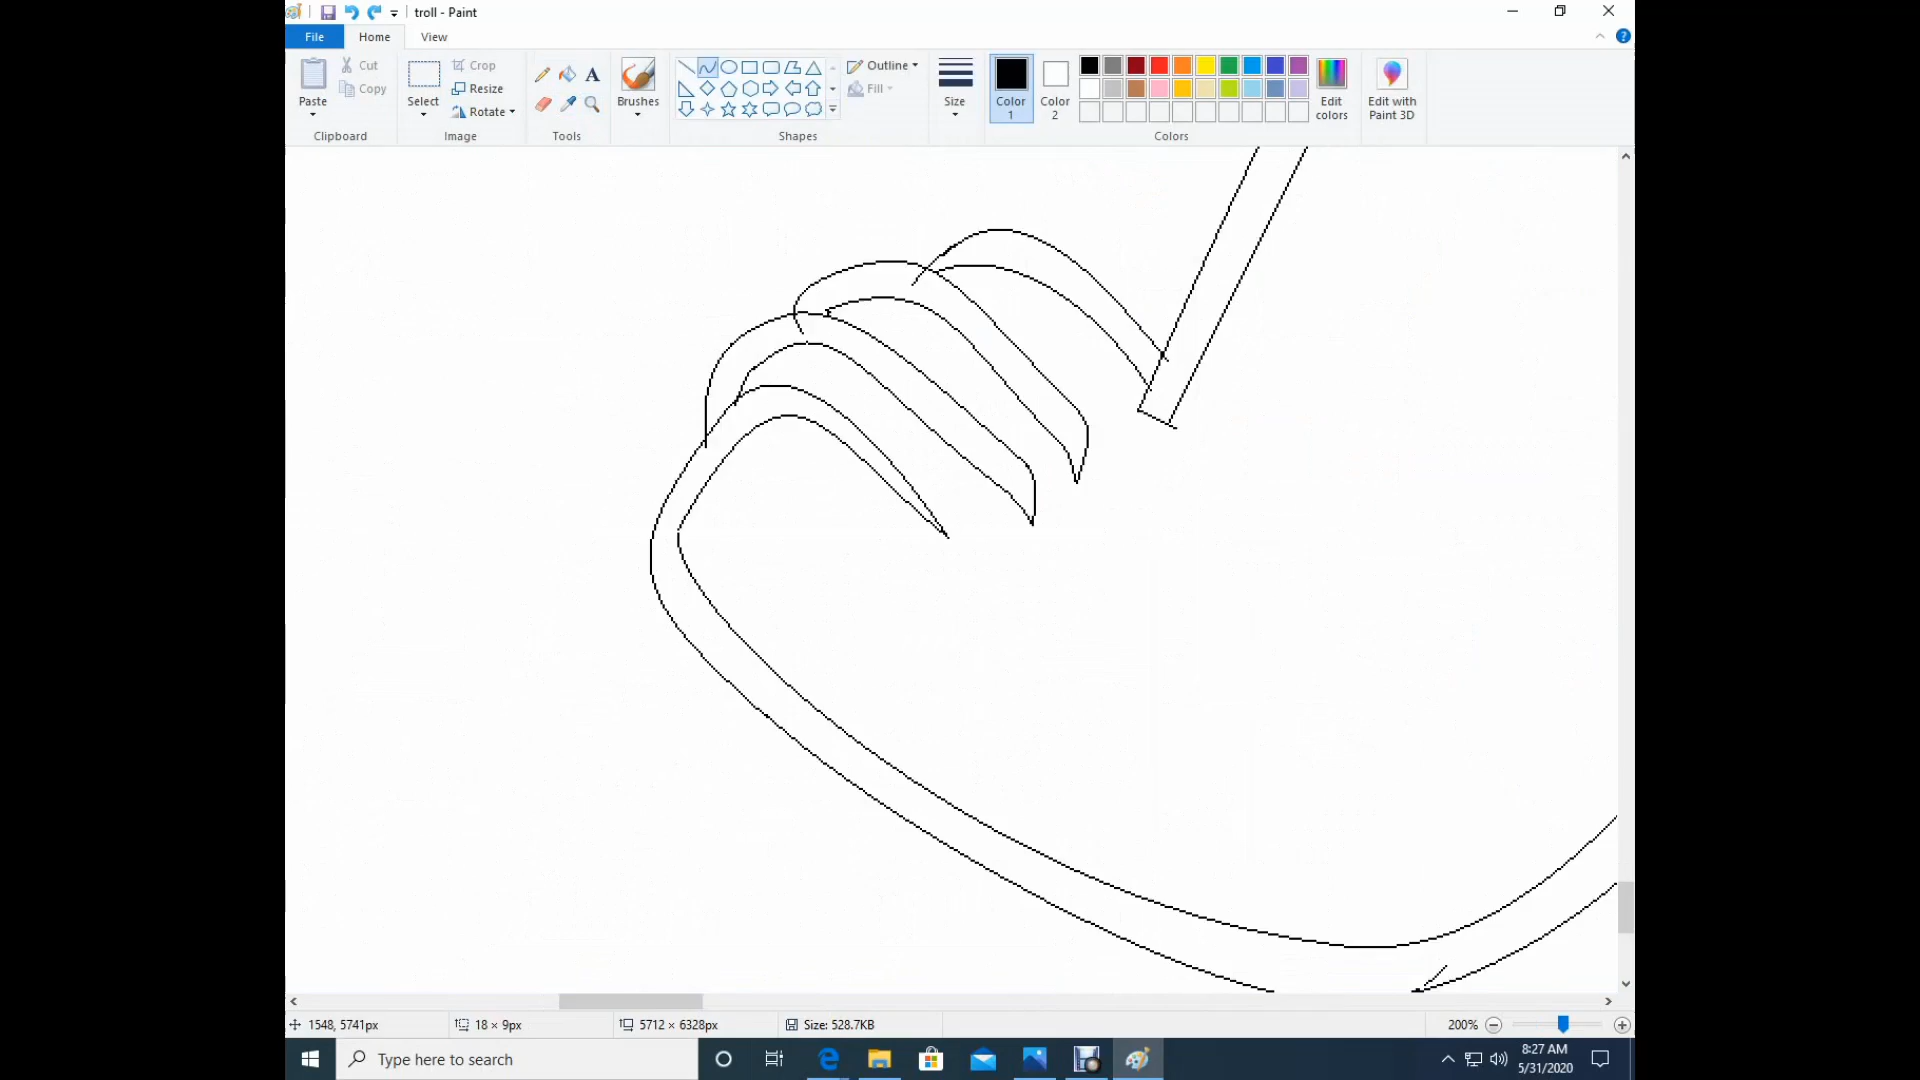 troll - Paint
File Home View
Paste
Cut
Copy
Clipboard
Select
Crop
Resize
Rotate
Image
A
Tools
Brushes
Outline
Fill
Shapes
Size
Color 1
Color 2
Edit colors
Colors
Edit with Paint 3D
1548, 5741px 18 × 9px 5712 × 6328px Size: 528.7KB 200%
Type here to search
8:27 AM
5/31/2020